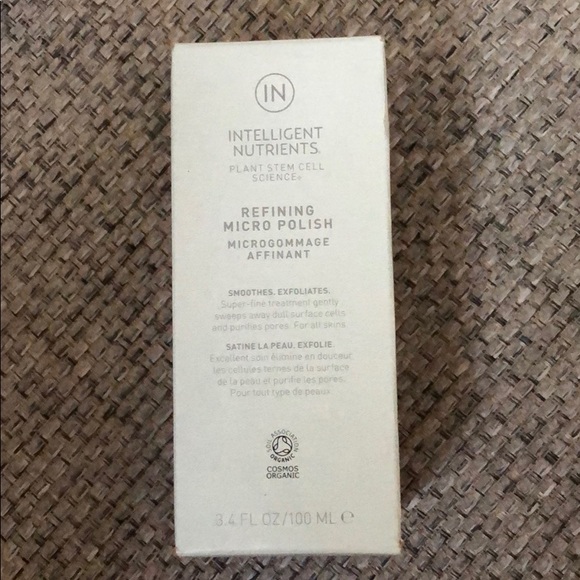 IN
INTELLIGENT
NUTRIENTS®
PLANT STEM CELL
SCIENCE®
REFINING
MICRO POLISH
MICROGOMMAGE
AFFINANT
SMOOTHES. EXFOLIATES.
Super-fine treatment gently
sweeps away dull surface cells
and purifies pores. For all skins.
SATINE LA PEAU. EXFOLIE.
Excellent soin élimine en douceur
les cellules ternes de la surface
de la peau et purifie les pores.
Pour tout type de peaux.
SOIL ASSOCIATION
ORGANIC
COSMOS
ORGANIC
3.4 FL OZ/100 ML ℮